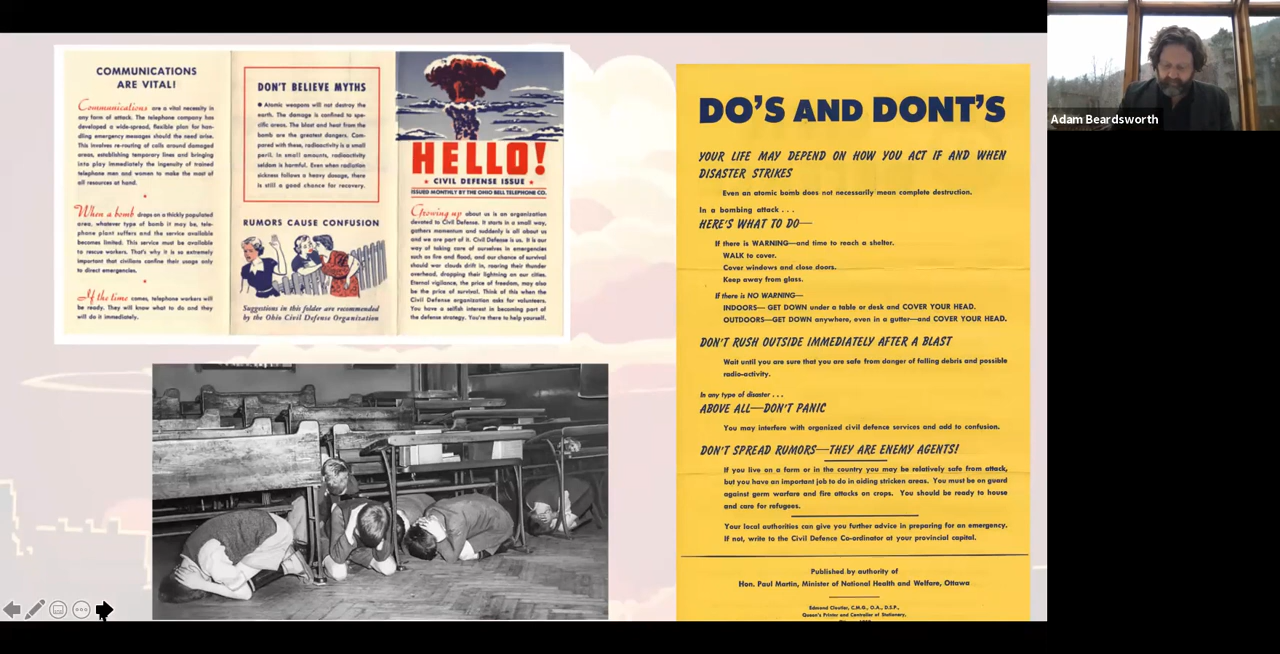 COMMUNICATIONS
ARE VITAL!
Communications are a vital necessity in
any form of attack. The telephone company has
developed a wide-spread, flexible plan for han-
dling emergency messages should the need arise.
This involves re-routing of calls around damaged
areas, establishing temporary lines and bringing
into play immediately the ingenuity of trained
telephone men and women to make the most of
all resources at hand.
When a bomb drops on a thickly populated
area, whatever type of bomb it may be, tele-
phone plant suffers and the service available
becomes limited. This service must be available
to rescue workers. That's why it is so extremely
important that civilians confine their usage only
to direct emergencies.
If the time comes, telephone workers will
be ready. They will know what to do and they
will do it immediately.
DON'T BELIEVE MYTHS
● Atomic weapons will not destroy the
earth. The damage is confined to spe-
cific areas. The blast and heat from the
bomb are the greatest dangers. Com-
pared with these, radioactivity is a small
peril. In small amounts, radioactivity
seldom is harmful. Even when radiation
sickness follows a heavy dosage, there
is still a good chance for recovery.
RUMORS CAUSE CONFUSION
Suggestions in this folder are recommended
by the Ohio Civil Defense Organization
HELLO!
CIVIL DEFENSE ISSUE
ISSUED MONTHLY BY THE OHIO BELL TELEPHONE CO.
Growing up about us is an organization
devoted to Civil Defense. It starts in a small way,
gathers momentum and suddenly is all about us
and we are part of it. Civil Defense is us. It is our
way of taking care of ourselves in emergencies
such as fire and flood, and our chance of survival
should war clouds drift in, roaring their thunder
overhead, dropping their lightning on our cities.
Eternal vigilance, the price of freedom, may also
be the price of survival. Think of this when the
Civil Defense organization asks for volunteers.
You have a selfish interest in becoming part of
the defense strategy. You're there to help yourself.
DO'S AND DONT'S
YOUR LIFE MAY DEPEND ON HOW YOU ACT IF AND WHEN
DISASTER STRIKES
Even an atomic bomb does not necessarily mean complete destruction.
In a bombing attack . . .
HERE'S WHAT TO DO—
If there is WARNING—and time to reach a shelter.
WALK to cover.
Cover windows and close doors.
Keep away from glass.
If there is NO WARNING—
INDOORS— GET DOWN under a table or desk and COVER YOUR HEAD.
OUTDOORS—GET DOWN anywhere, even in a gutter—and COVER YOUR HEAD.
DON'T RUSH OUTSIDE IMMEDIATELY AFTER A BLAST
Wait until you are sure that you are safe from danger of falling debris and possible
radio-activity.
In any type of disaster . . .
ABOVE ALL—DON'T PANIC
You may interfere with organized civil defence services and add to confusion.
DON'T SPREAD RUMORS—THEY ARE ENEMY AGENTS!
If you live on a farm or in the country you may be relatively safe from attack,
but you have an important job to do in aiding stricken areas. You must be on guard
against germ warfare and fire attacks on crops. You should be ready to house
and care for refugees.
Your local authorities can give you further advice in preparing for an emergency.
If not, write to the Civil Defence Co-ordinator at your provincial capital.
Published by authority of
Hon. Paul Martin, Minister of National Health and Welfare, Ottawa
Edmond Cloutier, C.M.G., O.A., D.S.P.,
Queen's Printer and Controller of Stationery,
Adam Beardsworth